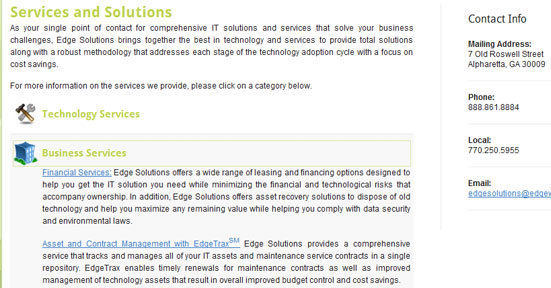 Services and Solutions
As your single point of contact for comprehensive IT solutions and services that solve your business
challenges, Edge Solutions brings together the best in technology and services to provide total solutions
along with a robust methodology that addresses each stage of the technology adoption cycle with a focus on
cost savings.
For more information on the services we provide, please click on a category below.
Technology Services
Business Services
Financial Services: Edge Solutions offers a wide range of leasing and financing options designed to
help you get the IT solution you need while minimizing the financial and technological risks that
accompany ownership. In addition, Edge Solutions offers asset recovery solutions to dispose of old
technology and help you maximize any remaining value while helping you comply with data security
and environmental laws.
Asset and Contract Management with EdgeTrax℠ Edge Solutions provides a comprehensive
service that tracks and manages all of your IT assets and maintenance service contracts in a single
repository. EdgeTrax enables timely renewals for maintenance contracts as well as improved
management of technology assets that result in overall improved budget control and cost savings.
Contact Info
Mailing Address:
7 Old Roswell Street
Alpharetta, GA 30009
Phone:
888.861.8884
Local:
770.250.5955
Email: